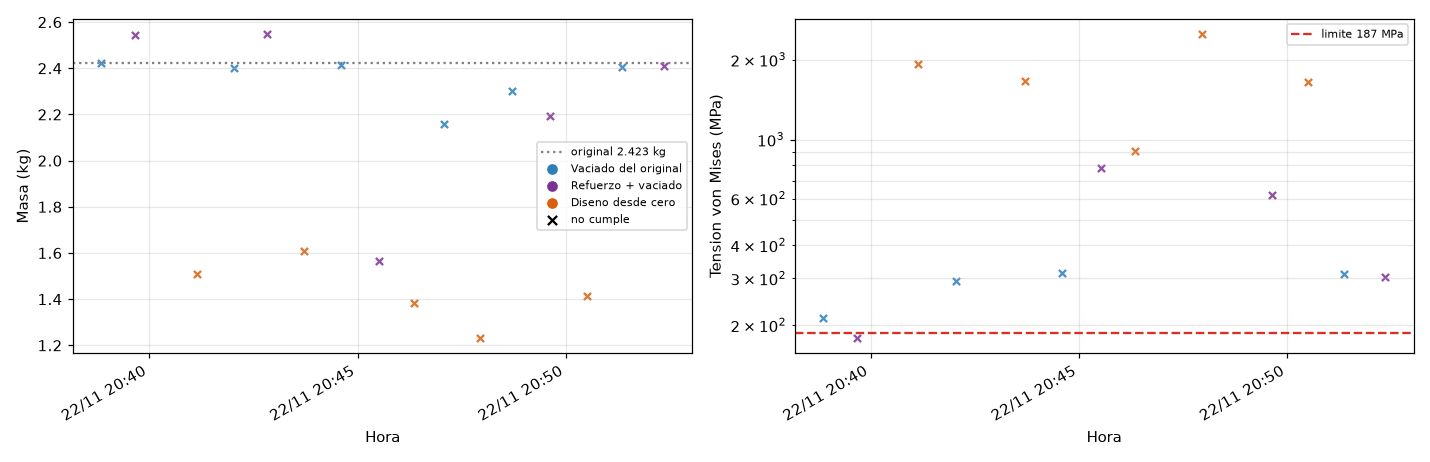 2.6
2.4
2.2
2.0
1.8
1.6
1.4
1.2
Masa (kg)
original 2.423 kg
Vaciado del original
Refuerzo + vaciado
Diseno desde cero
no cumple
22/11 20:40
22/11 20:45
22/11 20:50
Hora
limite 187 MPa
2 × 10³
10³
6 × 10²
4 × 10²
3 × 10²
2 × 10²
Tension von Mises (MPa)
22/11 20:40
22/11 20:45
22/11 20:50
Hora